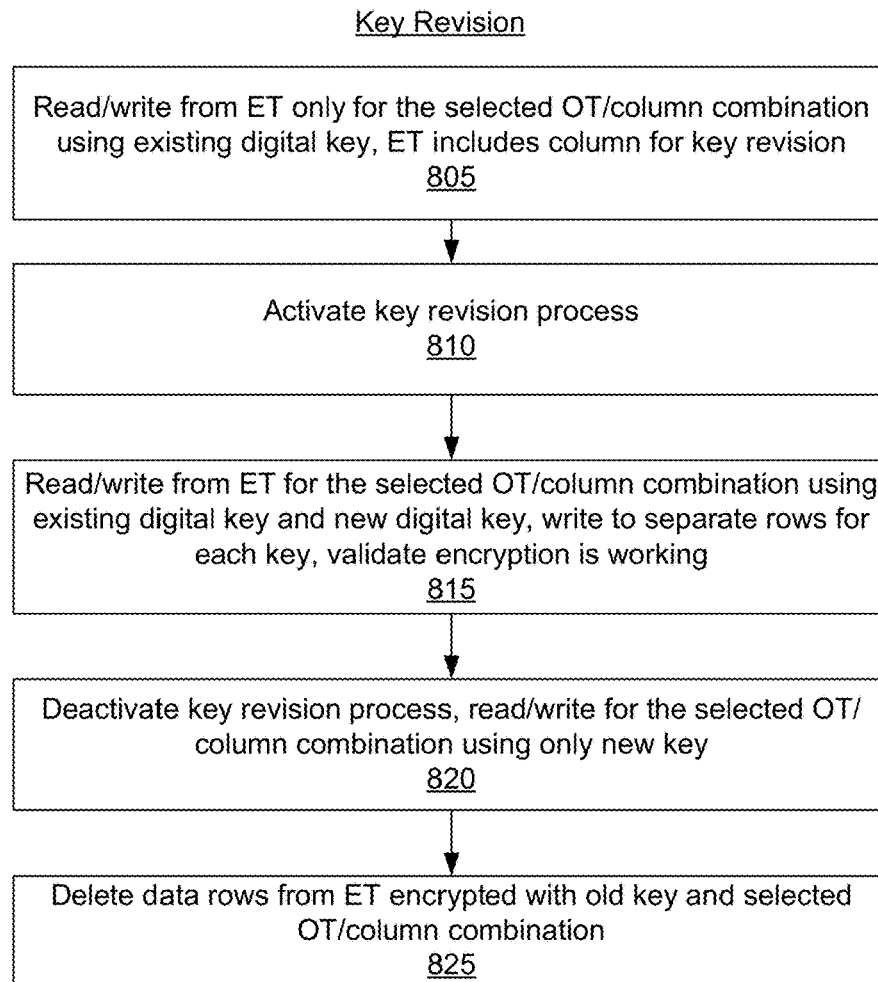 Key Revision
Read/write from ET only for the selected OT/column combination
using existing digital key, ET includes column for key revision
805
Activate key revision process
810
Read/write from ET for the selected OT/column combination using
existing digital key and new digital key, write to separate rows for
each key, validate encryption is working
815
Deactivate key revision process, read/write for the selected OT/
column combination using only new key
820
Delete data rows from ET encrypted with old key and selected
OT/column combination
825